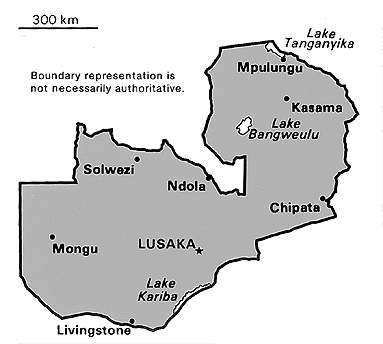 300 km
Lake
Tanganyika
Mpulungu
Boundary representation is
not necessarily authoritative.
Kasama
Lake
Bangweulu
Solwezi
Ndola
Chipata
Mongu
LUSAKA
Lake
Kariba
Livingstone